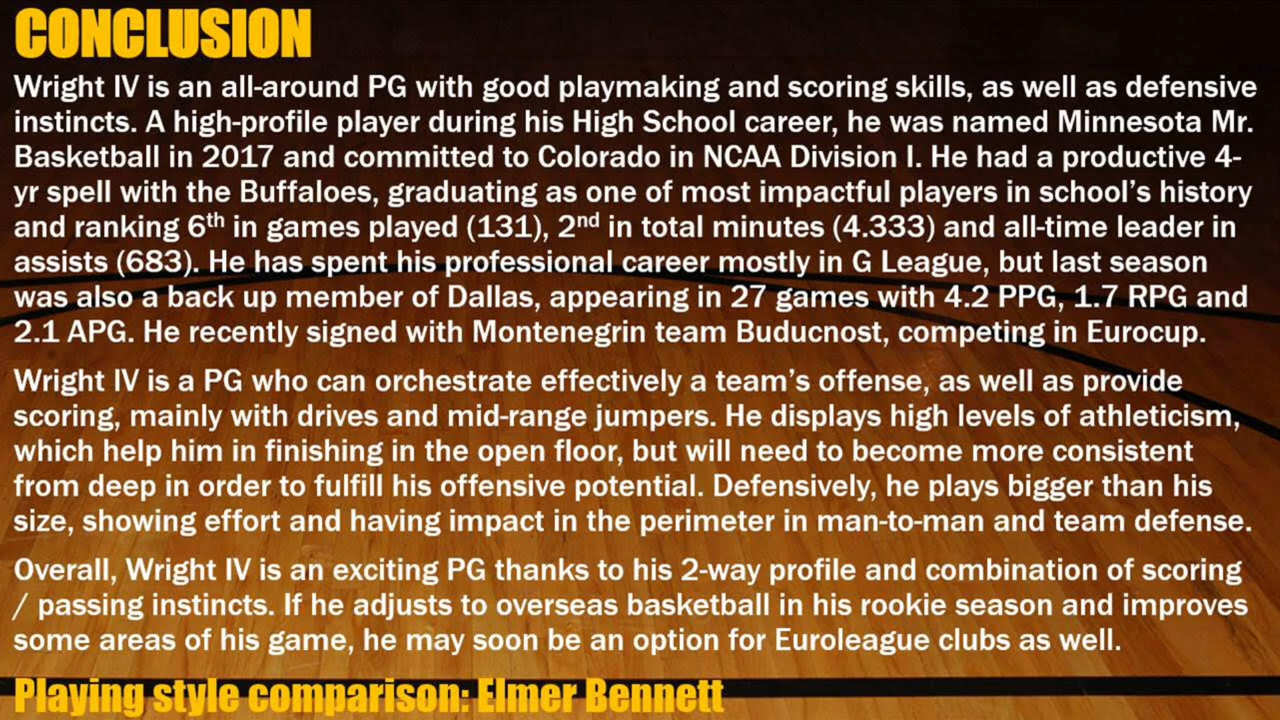 CONCLUSION
Wright IV is an all-around PG with good playmaking and scoring skills, as well as defensive
instincts. A high-profile player during his High School career, he was named Minnesota Mr.
Basketball in 2017 and committed to Colorado in NCAA Division I. He had a productive 4-
yr spell with the Buffaloes, graduating as one of most impactful players in school's history
and ranking 6th in games played (131), 2nd in total minutes (4.333) and all-time leader in
assists (683). He has spent his professional career mostly in G League, but last season
was also a back up member of Dallas, appearing in 27 games with 4.2 PPG, 1.7 RPG and
2.1 APG. He recently signed with Montenegrin team Buducnost, competing in Eurocup.
Wright IV is a PG who can orchestrate effectively a team's offense, as well as provide
scoring, mainly with drives and mid-range jumpers. He displays high levels of athleticism,
which help him in finishing in the open floor, but will need to become more consistent
from deep in order to fulfill his offensive potential. Defensively, he plays bigger than his
size, showing effort and having impact in the perimeter in man-to-man and team defense.
Overall, Wright IV is an exciting PG thanks to his 2-way profile and combination of scoring
/ passing instincts. If he adjusts to overseas basketball in his rookie season and improves
some areas of his game, he may soon be an option for Euroleague clubs as well.
Playing style comparison: Elmer Bennett